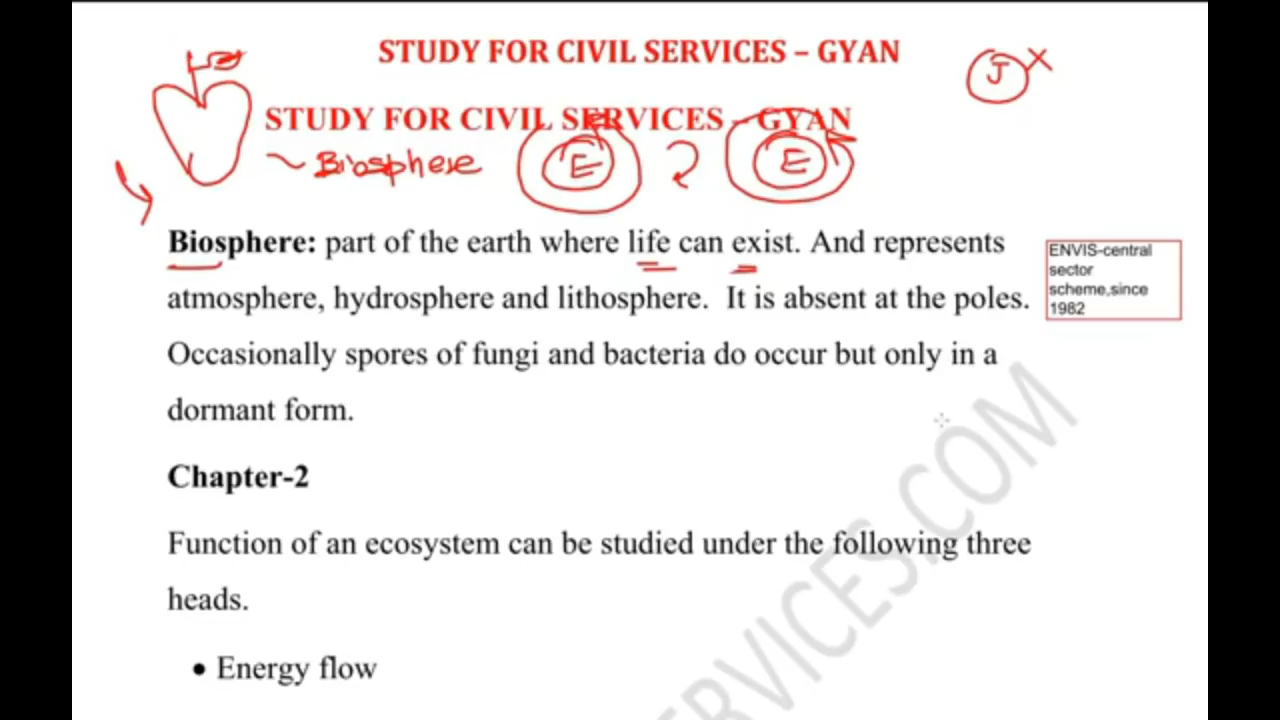 STUDY FOR CIVIL SERVICES – GYAN
J
STUDY FOR CIVIL SERVICES – GYAN
Biosphere
E
E
Biosphere: part of the earth where life can exist. And represents
atmosphere, hydrosphere and lithosphere. It is absent at the poles.
Occasionally spores of fungi and bacteria do occur but only in a
dormant form.
ENVIS-central
sector
scheme,since
1982
Chapter-2
Function of an ecosystem can be studied under the following three
heads.
• Energy flow
RVICES.COM